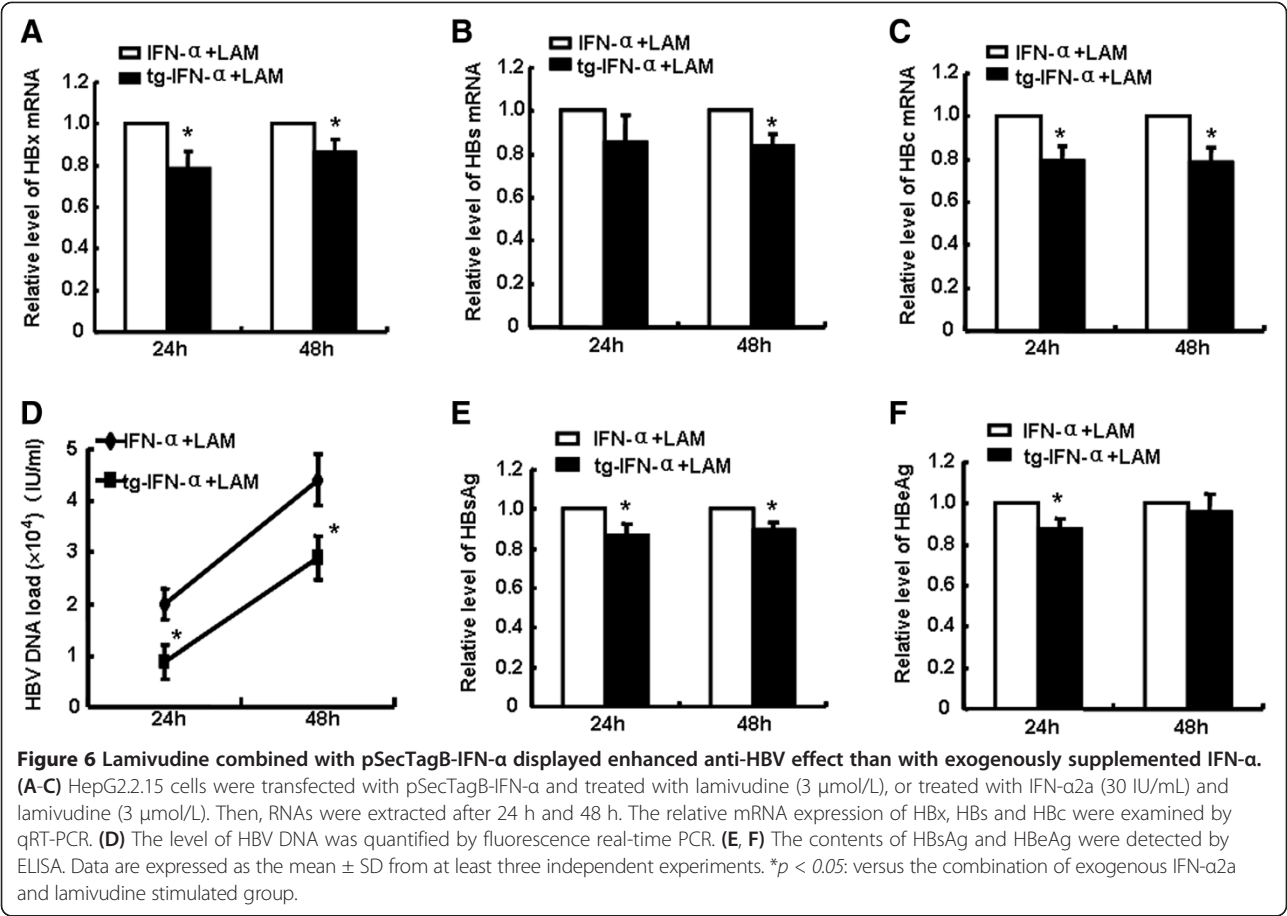 A
IFN-α+LAM
tg-IFN-α+LAM
Relative level of HBx mRNA
1.2
1.0
0.8
0.6
0.4
0.2
0
*
*
24h
48h
B
IFN-α+LAM
tg-IFN-α+LAM
Relative level of HBs mRNA
1.2
1.0
0.8
0.6
0.4
0.2
0
*
24h
48h
C
IFN-α+LAM
tg-IFN-α+LAM
Relative level of HBc mRNA
1.2
1.0
0.8
0.6
0.4
0.2
0
*
*
24h
48h
D
IFN-α+LAM
tg-IFN-α+LAM
HBV DNA load (×10⁴) (IU/ml)
5
4
3
2
1
0
*
*
24h
48h
E
IFN-α+LAM
tg-IFN-α+LAM
Relative level of HBsAg
1.2
1.0
0.8
0.6
0.4
0.2
0
*
*
24h
48h
F
IFN-α+LAM
tg-IFN-α+LAM
Relative level of HBeAg
1.2
1.0
0.8
0.6
0.4
0.2
0
*
24h
48h
Figure 6 Lamivudine combined with pSecTagB-IFN-α displayed enhanced anti-HBV effect than with exogenously supplemented IFN-α.
(A-C) HepG2.2.15 cells were transfected with pSecTagB-IFN-α and treated with lamivudine (3 μmol/L), or treated with IFN-α2a (30 IU/mL) and
lamivudine (3 μmol/L). Then, RNAs were extracted after 24 h and 48 h. The relative mRNA expression of HBx, HBs and HBc were examined by
qRT-PCR. (D) The level of HBV DNA was quantified by fluorescence real-time PCR. (E, F) The contents of HBsAg and HBeAg were detected by
ELISA. Data are expressed as the mean ± SD from at least three independent experiments. *p < 0.05: versus the combination of exogenous IFN-α2a
and lamivudine stimulated group.